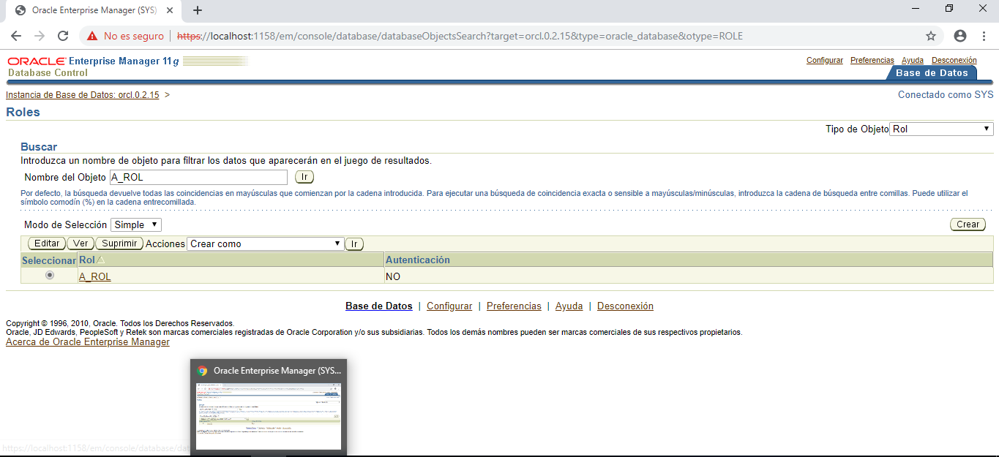 Oracle Enterprise Manager (SYS)
No es seguro | https://localhost:1158/em/console/database/databaseObjectsSearch?target=orcl.0.2.15&type=oracle_database&otype=ROLE
ORACLE Enterprise Manager 11g
Database Control
Configurar Preferencias Ayuda Desconexión
Base de Datos
Instancia de Base de Datos: orcl.0.2.15 >
Conectado como SYS
Roles
Tipo de Objeto Rol
Buscar
Introduzca un nombre de objeto para filtrar los datos que aparecerán en el juego de resultados.
Nombre del Objeto A_ROL Ir
Por defecto, la búsqueda devuelve todas las coincidencias en mayúsculas que comienzan por la cadena introducida. Para ejecutar una búsqueda de coincidencia exacta o sensible a mayúsculas/minúsculas, introduzca la cadena de búsqueda entre comillas. Puede utilizar el
símbolo comodín (%) en la cadena entrecomillada.
Modo de Selección Simple
Crear
Editar Ver Suprimir Acciones Crear como Ir
Seleccionar Rol Autenticación
A_ROL NO
Base de Datos | Configurar | Preferencias | Ayuda | Desconexión
Copyright © 1996, 2010, Oracle. Todos los Derechos Reservados.
Oracle, JD Edwards, PeopleSoft y Retek son marcas comerciales registradas de Oracle Corporation y/o sus subsidiarias. Todos los demás nombres pueden ser marcas comerciales de sus respectivos propietarios.
Acerca de Oracle Enterprise Manager
Oracle Enterprise Manager (SYS...
https://localhost:1158/em/console/database/dat